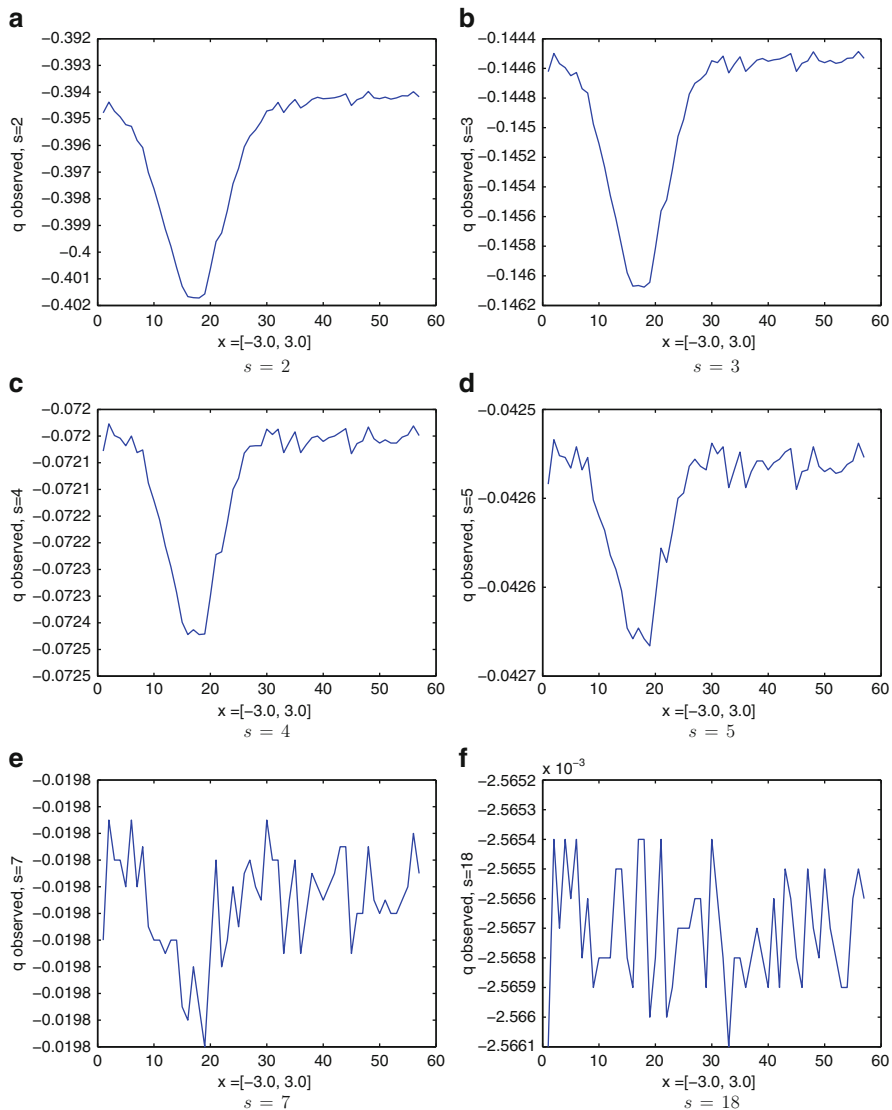 a
−0.392
−0.393
−0.394
−0.395
−0.396
−0.397
−0.398
−0.399
−0.4
−0.401
−0.402
q observed, s=2
0 10 20 30 40 50 60
x =[−3.0, 3.0]
s = 2
b
−0.1444
−0.1446
−0.1448
−0.145
−0.1452
−0.1454
−0.1456
−0.1458
−0.146
−0.1462
q observed, s=3
0 10 20 30 40 50 60
x =[−3.0, 3.0]
s = 3
c
−0.072
−0.072
−0.0721
−0.0721
−0.0722
−0.0722
−0.0723
−0.0723
−0.0724
−0.0725
−0.0725
q observed, s=4
0 10 20 30 40 50 60
x =[−3.0, 3.0]
s = 4
d
−0.0425
−0.0426
−0.0426
−0.0427
q observed, s=5
0 10 20 30 40 50 60
x =[−3.0, 3.0]
s = 5
e
−0.0198
−0.0198
−0.0198
−0.0198
−0.0198
−0.0198
−0.0198
−0.0198
−0.0198
−0.0198
−0.0198
q observed, s=7
0 10 20 30 40 50 60
x =[−3.0, 3.0]
s = 7
f
x 10−3
−2.5652
−2.5653
−2.5654
−2.5655
−2.5656
−2.5657
−2.5658
−2.5659
−2.566
−2.5661
q observed, s=18
0 10 20 30 40 50 60
x =[−3.0, 3.0]
s = 18